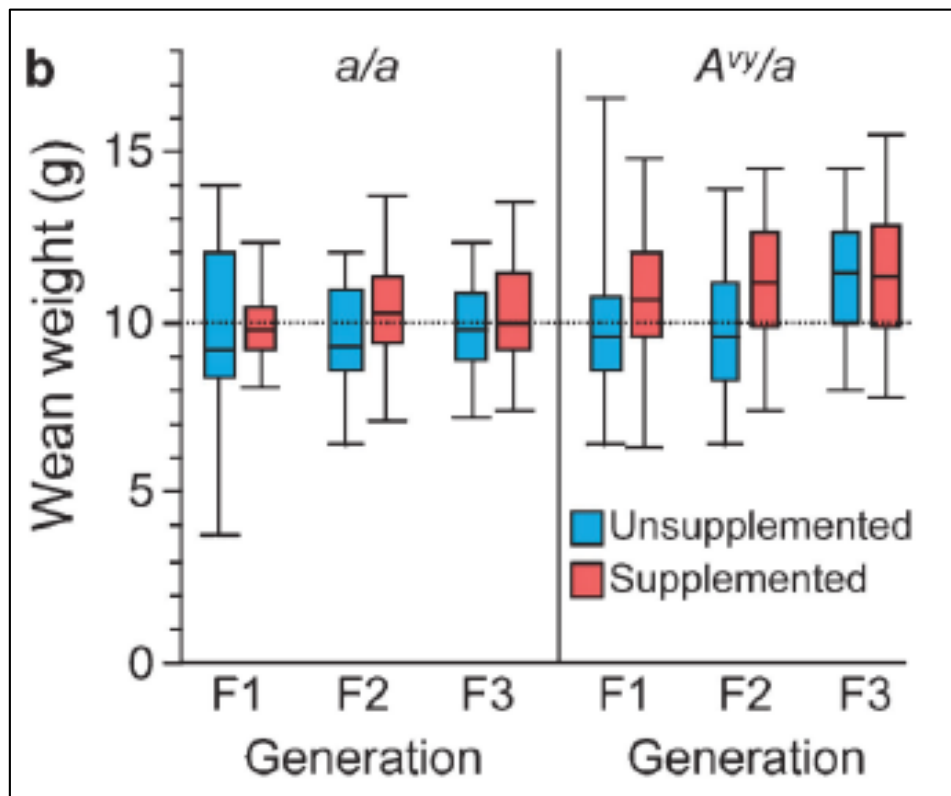 b
a/a
A^vy/a
Wean weight (g)
15
10
5
0
Unsupplemented
Supplemented
F1 F2 F3
F1 F2 F3
Generation
Generation